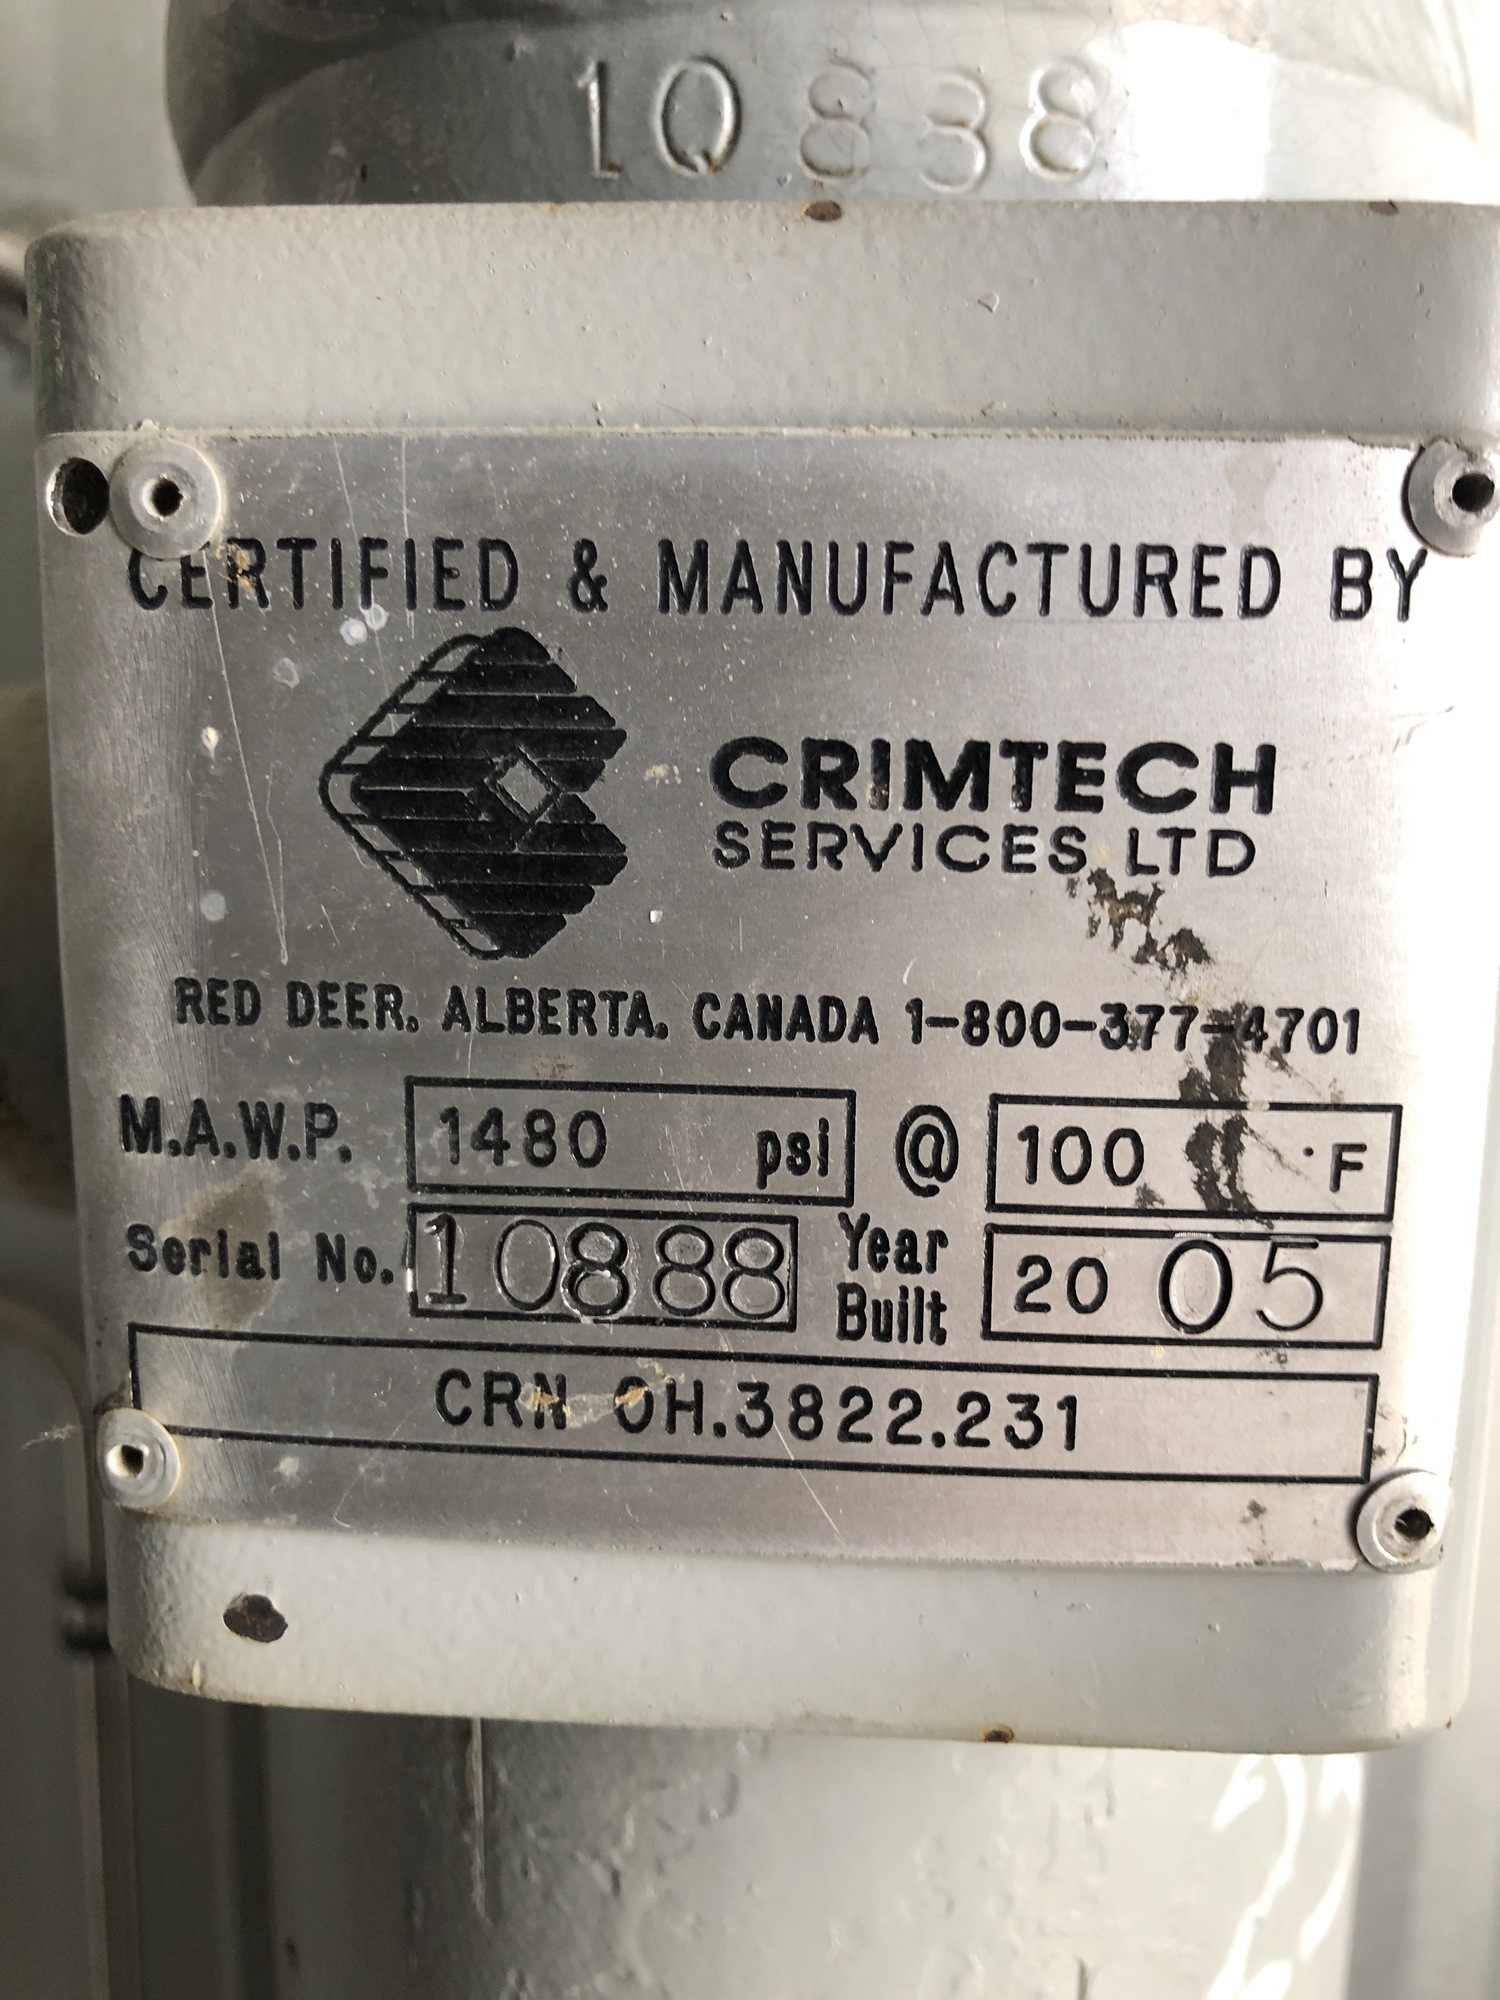 10888
CERTIFIED & MANUFACTURED BY
CRIMTECH
SERVICES LTD
RED DEER, ALBERTA, CANADA 1-800-377-4701
M.A.W.P. 1480 psi @ 100 °F
Serial No. 10888 Year Built 20 05
CRN OH.3822.231